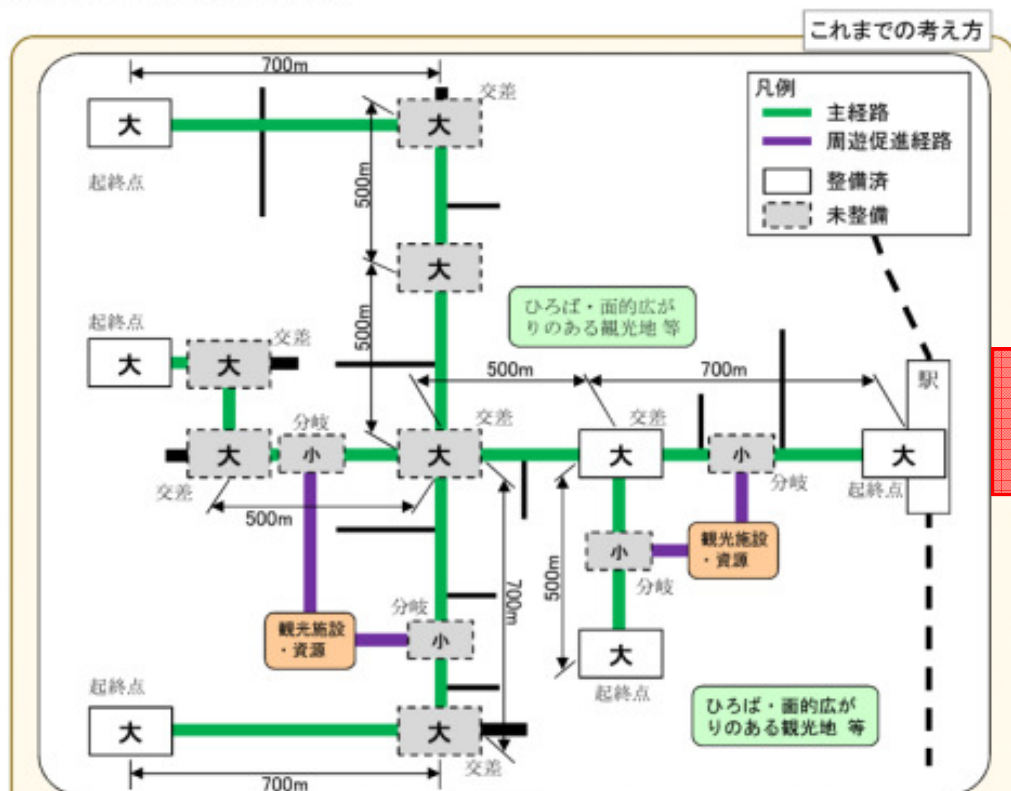 これまでの考え方
700m
凡例
主経路
周遊促進経路
整備済
未整備
大
起終点
大
交差
500m
大
500m
ひろば・面的広が
りのある観光地 等
起終点
大
大
交差
500m
700m
駅
分岐
交差
交差
大
小
大
大
小
大
交差
分岐
起終点
500m
小
観光施設
・資源
500m
分岐
700m
分岐
観光施設
・資源
小
大
起終点
起終点
ひろば・面的広が
りのある観光地 等
大
大
交差
700m